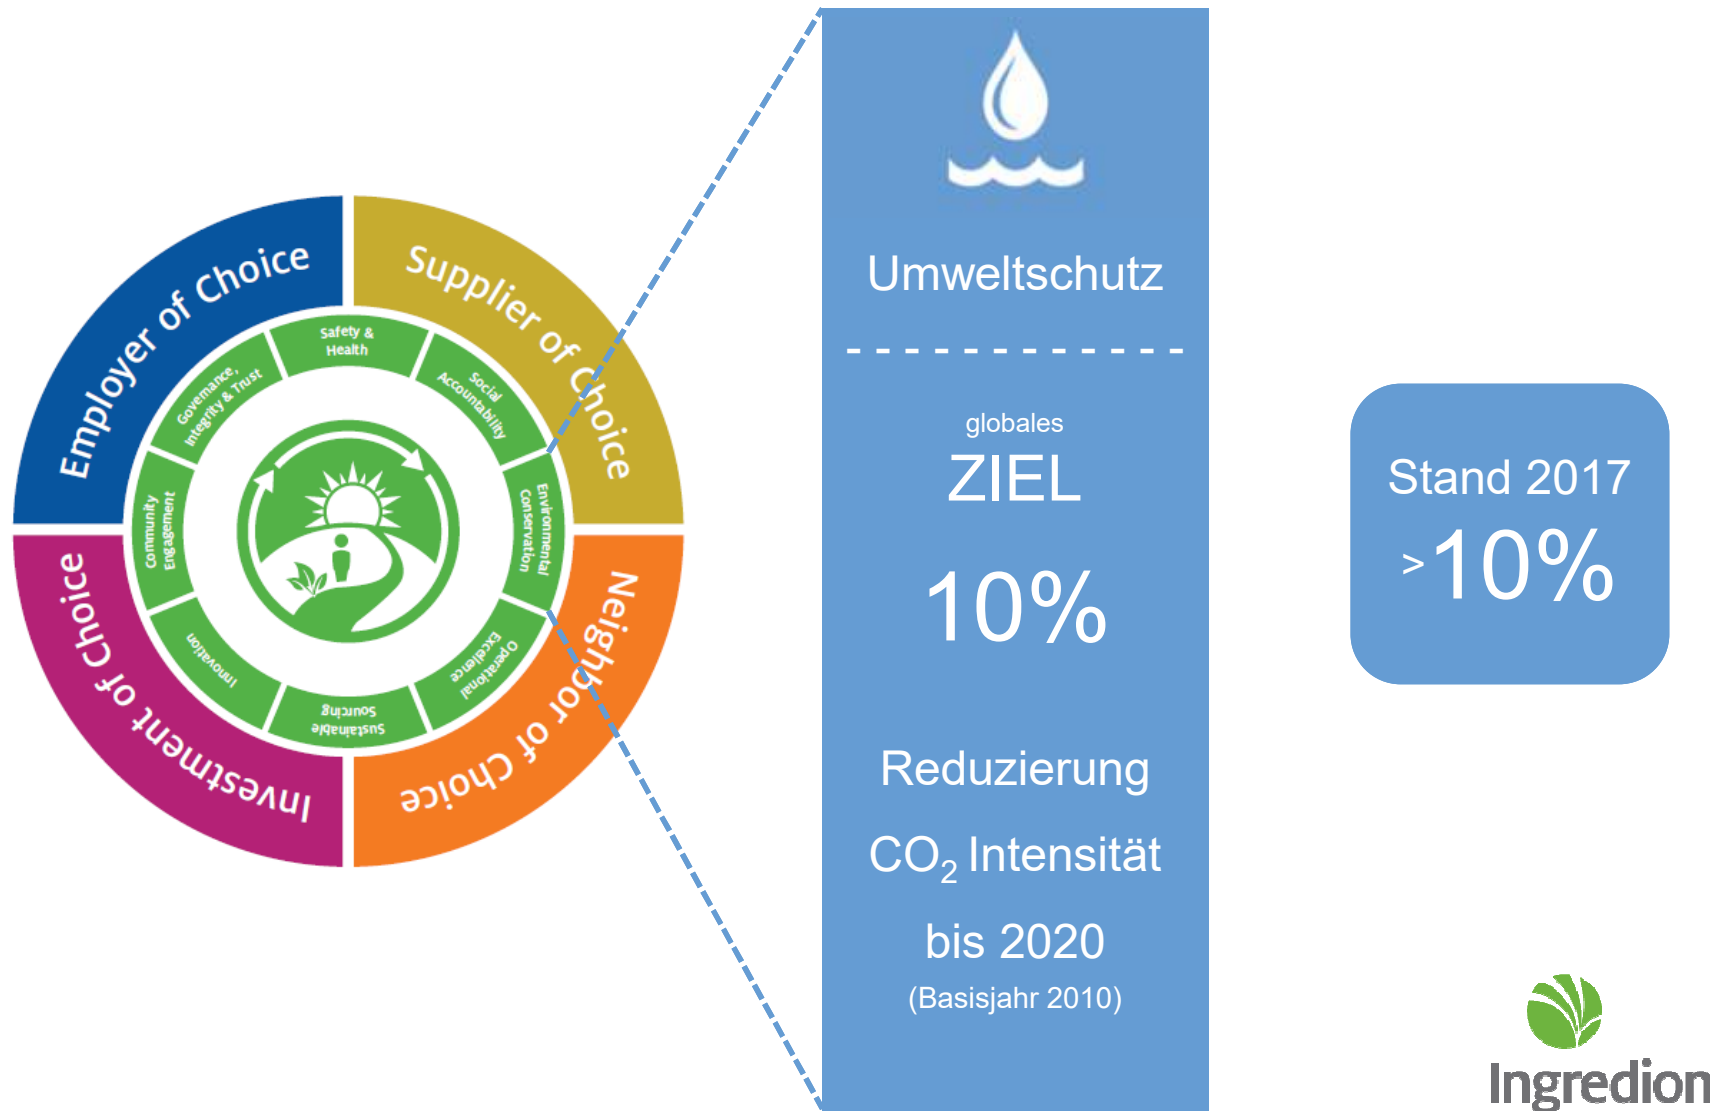 Employer of Choice
Supplier of Choice
Neighbor of Choice
Investment of Choice
Safety &
Health
Social
Accountability
Environmental
Conservation
Operational
Excellence
Sustainable
Sourcing
Innovation
Community
Engagement
Governance,
Integrity & Trust
Umweltschutz
globales
ZIEL
10%
Reduzierung
CO₂ Intensität
bis 2020
(Basisjahr 2010)
Stand 2017
>10%
Ingredion